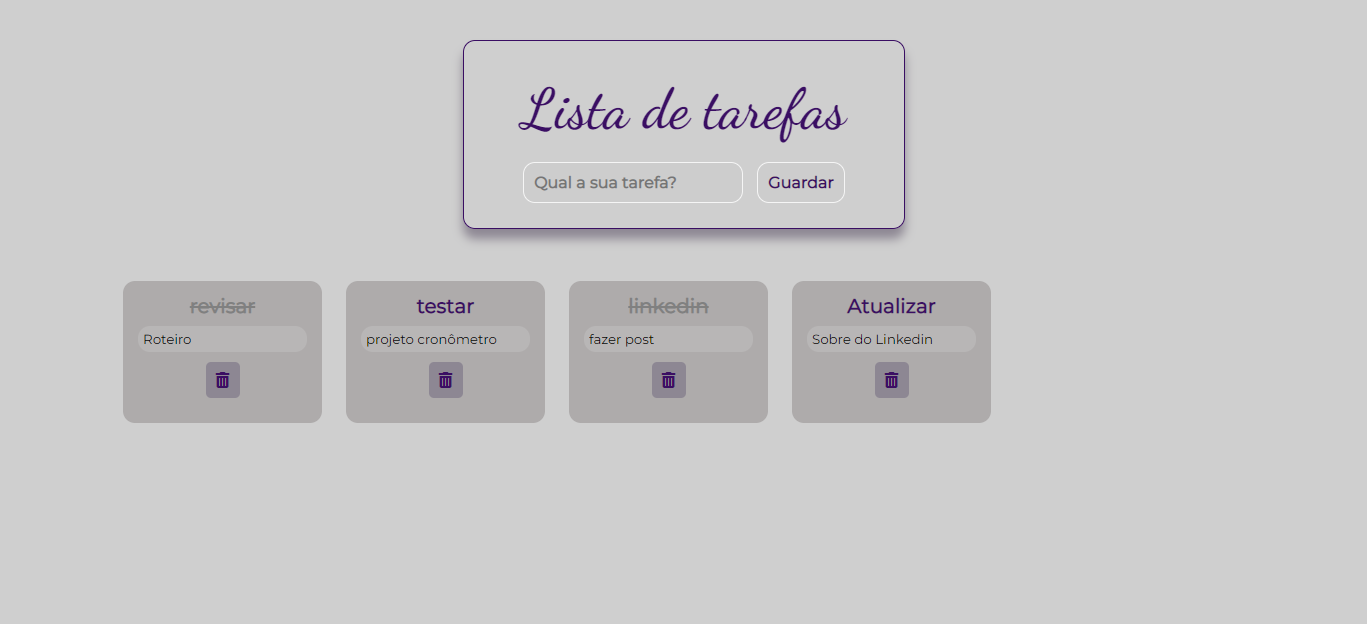 Lista de tarefas
Qual a sua tarefa? Guardar
revisar
Roteiro
testar
projeto cronômetro
linkedin
fazer post
Atualizar
Sobre do Linkedin